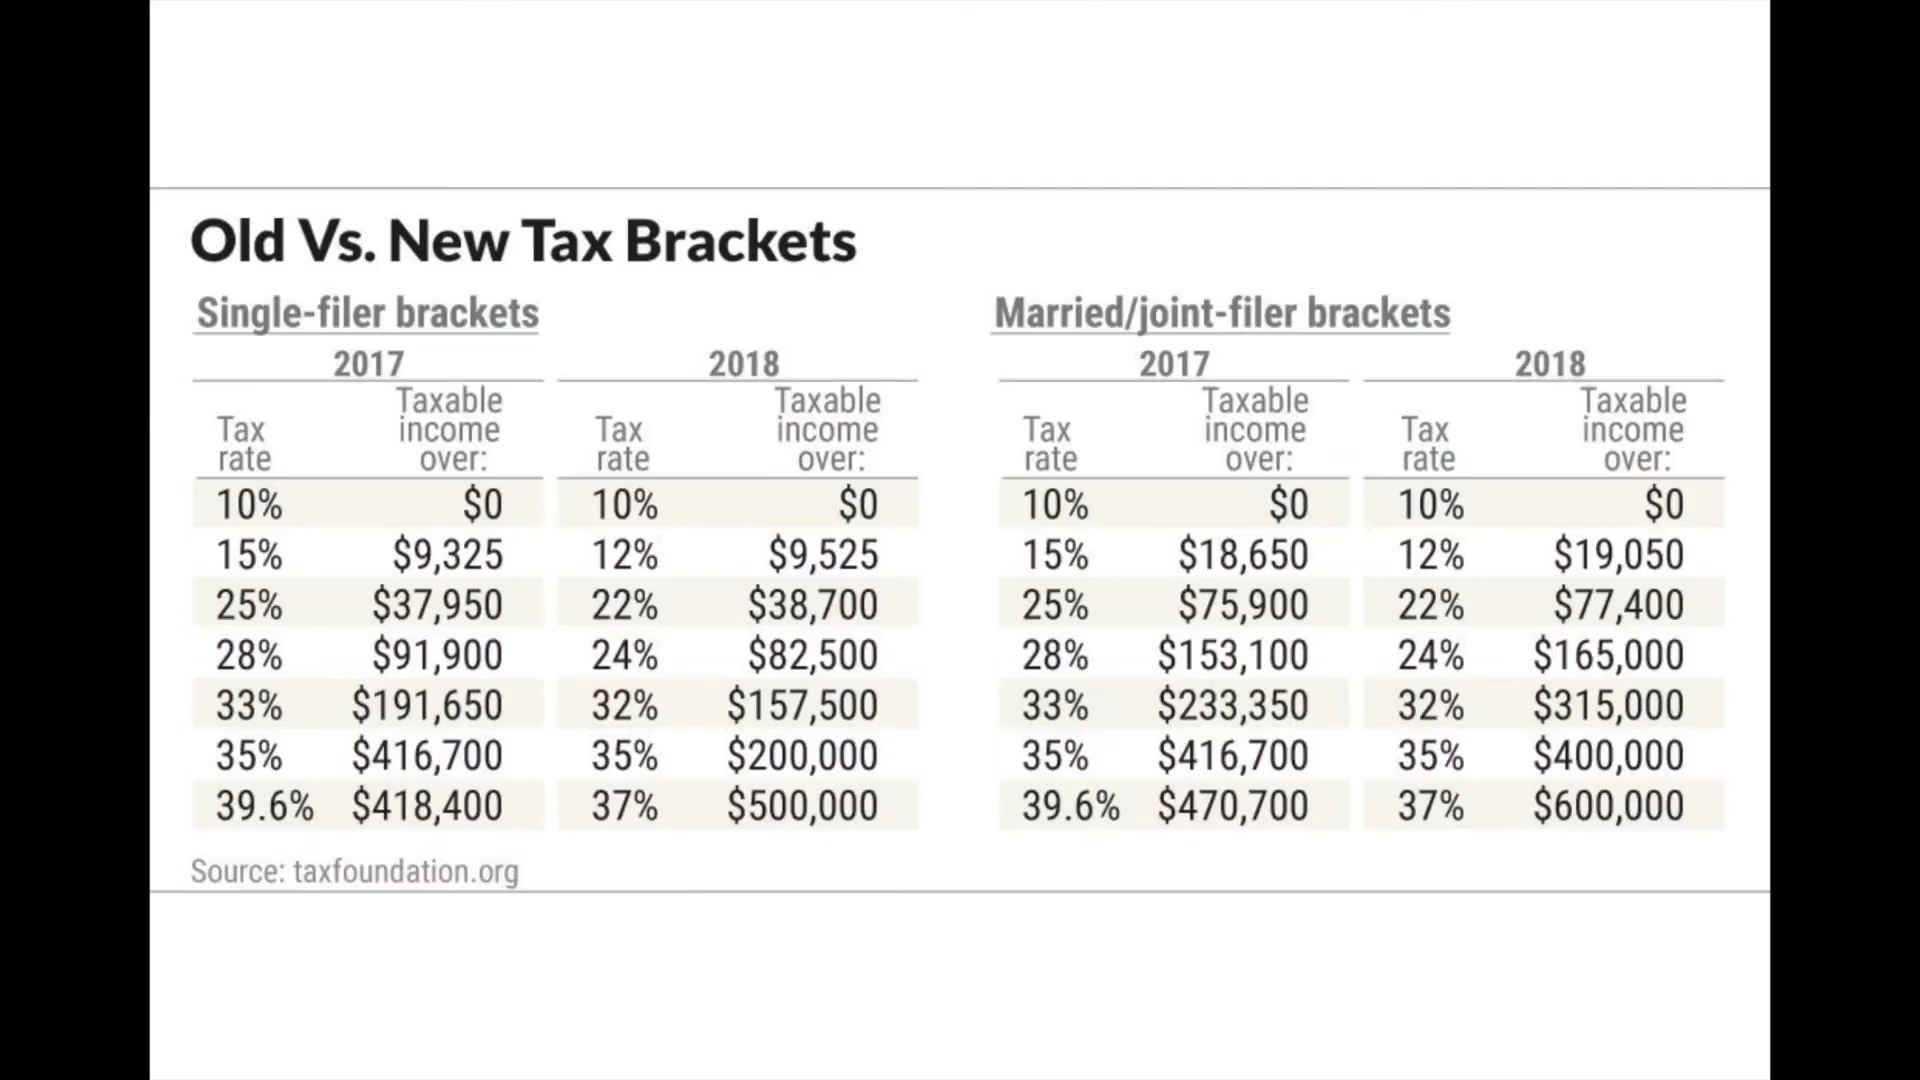 Old Vs. New Tax Brackets
Single-filer brackets
2017 2018
Tax rate Taxable income over: Tax rate Taxable income over:
10% $0 10% $0
15% $9,325 12% $9,525
25% $37,950 22% $38,700
28% $91,900 24% $82,500
33% $191,650 32% $157,500
35% $416,700 35% $200,000
39.6% $418,400 37% $500,000
Married/joint-filer brackets
2017 2018
Tax rate Taxable income over: Tax rate Taxable income over:
10% $0 10% $0
15% $18,650 12% $19,050
25% $75,900 22% $77,400
28% $153,100 24% $165,000
33% $233,350 32% $315,000
35% $416,700 35% $400,000
39.6% $470,700 37% $600,000
Source: taxfoundation.org